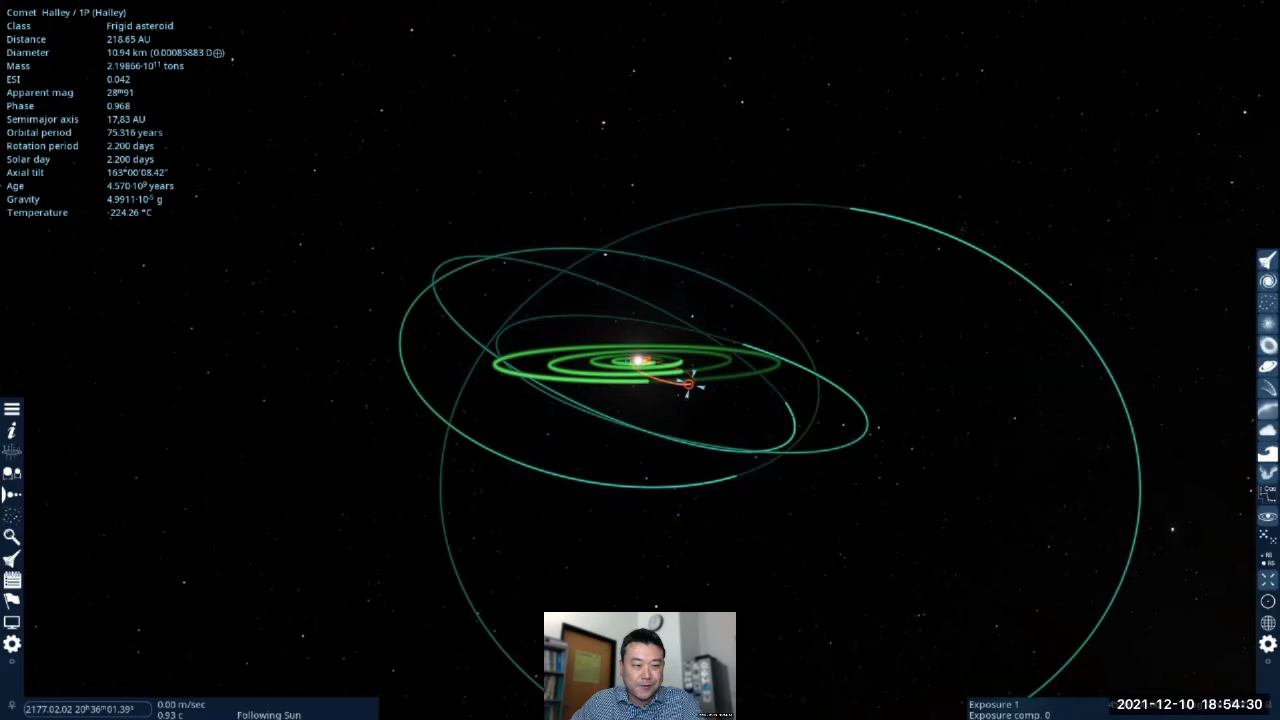 Comet Halley / 1P (Halley)
Class Frigid asteroid
Distance 218.65 AU
Diameter 10.94 km (0.00085883 D⊕)
Mass 2.19866·10¹¹ tons
ESI 0.042
Apparent mag 28ᵐ91
Phase 0.968
Semimajor axis 17.83 AU
Orbital period 75.316 years
Rotation period 2.200 days
Solar day 2.200 days
Axial tilt 163°00'08.42"
Age 4.570·10⁹ years
Gravity 4.9911·10⁻⁵ g
Temperature -224.26 °C
2177.02.02 20ʰ36ᵐ01.39ˢ
0.00 m/sec
0.93 c
Following Sun
Exposure 1
Exposure comp. 0
2021-12-10 18:54:30